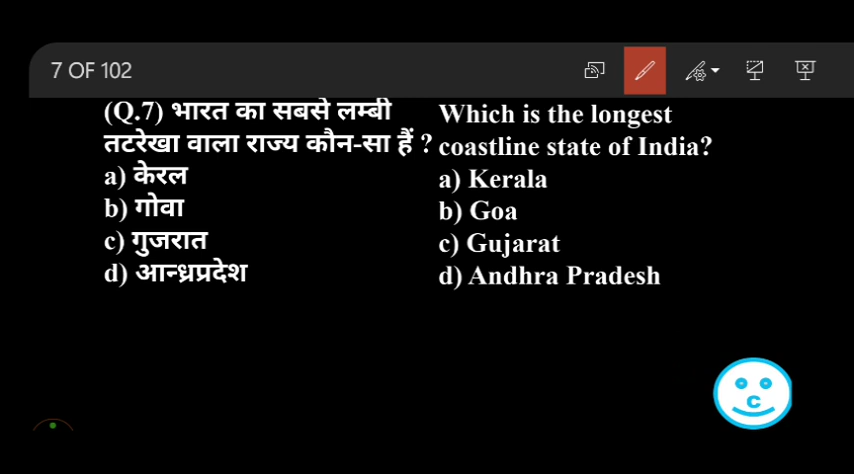 7 OF 102
(Q.7) भारत का सबसे लम्बी
तटरेखा वाला राज्य कौन-सा हैं ?
a) केरल
b) गोवा
c) गुजरात
d) आन्ध्रप्रदेश
Which is the longest
coastline state of India?
a) Kerala
b) Goa
c) Gujarat
d) Andhra Pradesh
c